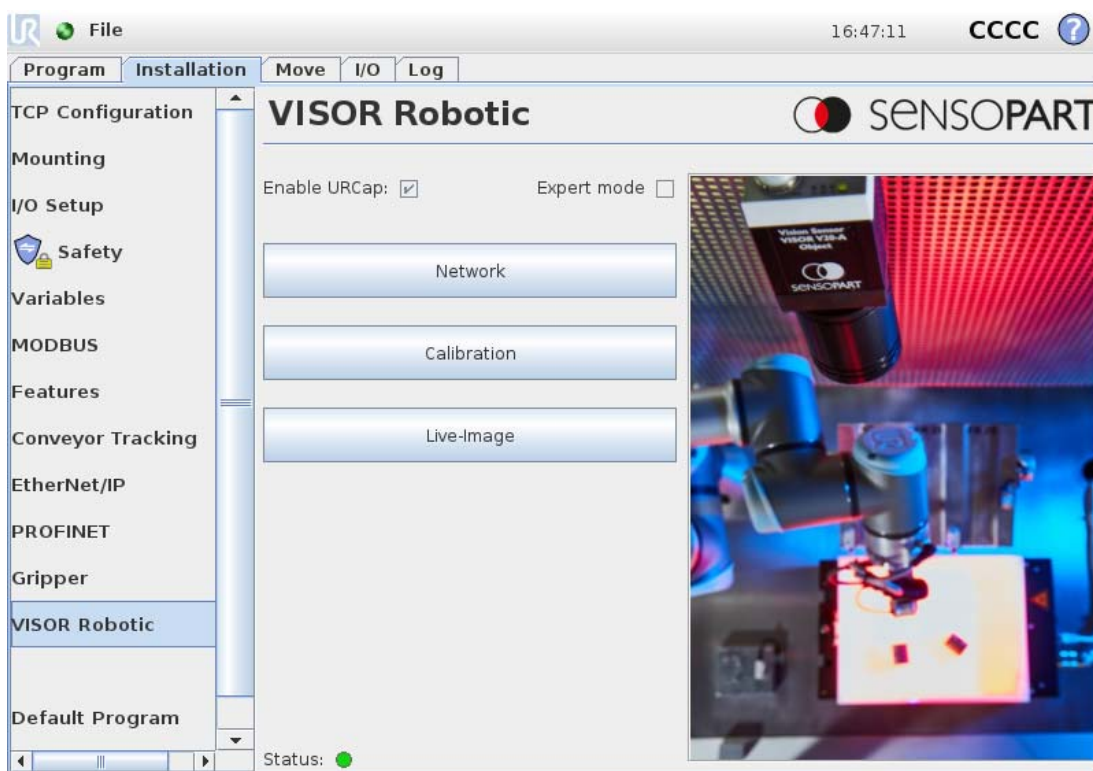 UR File 16:47:11 CCCC ?
Program Installation Move I/O Log
TCP Configuration
Mounting
I/O Setup
Safety
Variables
MODBUS
Features
Conveyor Tracking
EtherNet/IP
PROFINET
Gripper
VISOR Robotic
Default Program
VISOR Robotic
SENSOPART
Enable URCap: Expert mode
Network
Calibration
Live-Image
Vision Sensor
VISOR V20-A
Object
SENSOPART
Status: